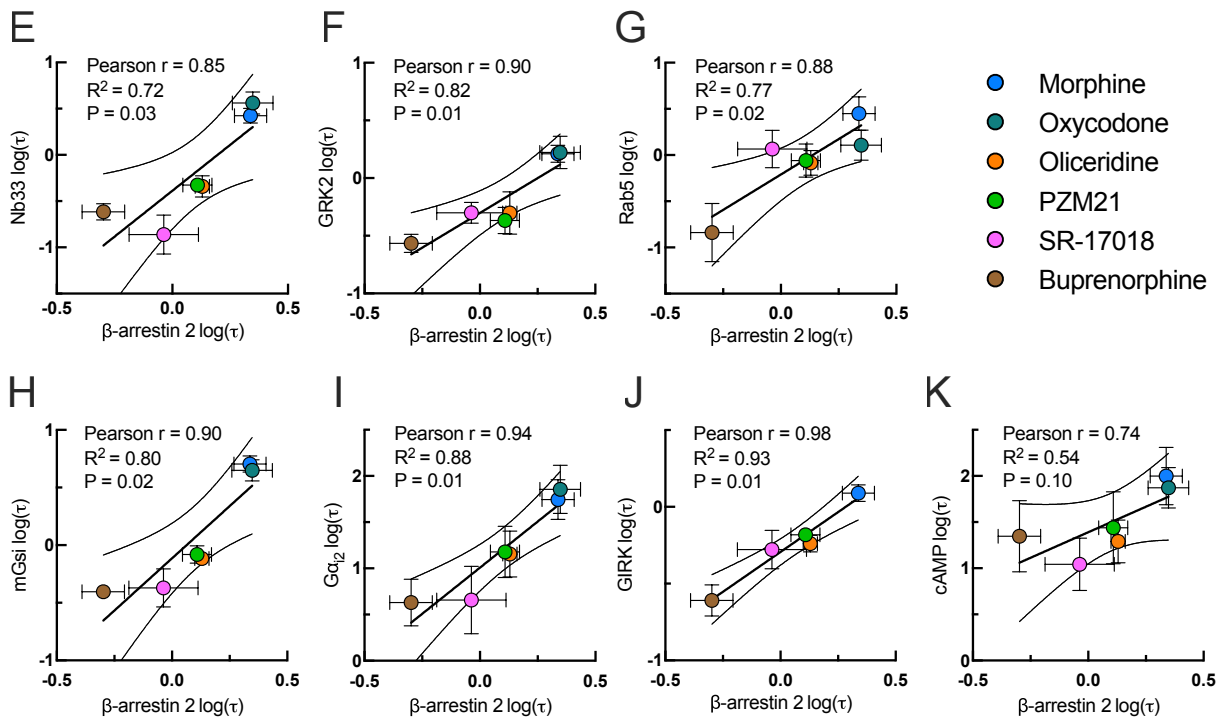 E
Pearson r = 0.85
R² = 0.72
P = 0.03
Nb33 log(τ)
1
0
-1
-0.5
0.0
0.5
β-arrestin 2 log(τ)
F
Pearson r = 0.90
R² = 0.82
P = 0.01
GRK2 log(τ)
1
0
-1
-0.5
0.0
0.5
β-arrestin 2 log(τ)
G
Pearson r = 0.88
R² = 0.77
P = 0.02
Rab5 log(τ)
1
0
-1
-0.5
0.0
0.5
β-arrestin 2 log(τ)
Morphine
Oxycodone
Oliceridine
PZM21
SR-17018
Buprenorphine
H
Pearson r = 0.90
R² = 0.80
P = 0.02
mGsi log(τ)
1
0
-1
-0.5
0.0
0.5
β-arrestin 2 log(τ)
I
Pearson r = 0.94
R² = 0.88
P = 0.01
Gαi2 log(τ)
2
1
0
-0.5
0.0
0.5
β-arrestin 2 log(τ)
J
Pearson r = 0.98
R² = 0.93
P = 0.01
GIRK log(τ)
0
-1
-0.5
0.0
0.5
β-arrestin 2 log(τ)
K
Pearson r = 0.74
R² = 0.54
P = 0.10
cAMP log(τ)
2
1
0
-0.5
0.0
0.5
β-arrestin 2 log(τ)